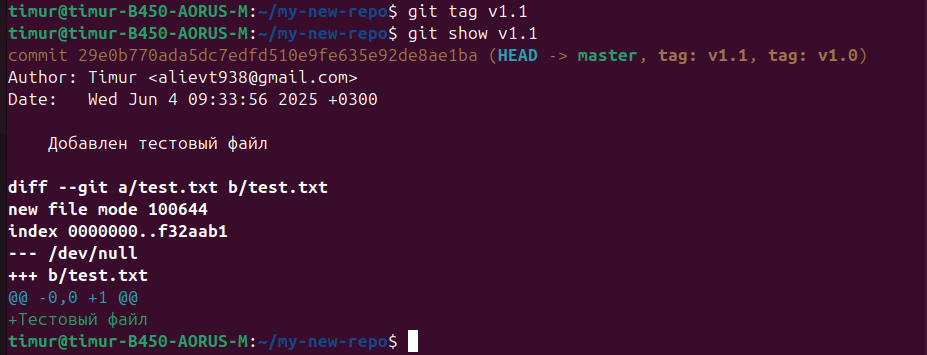 timur@timur-B450-AORUS-M:~/my-new-repo$ git tag v1.1
timur@timur-B450-AORUS-M:~/my-new-repo$ git show v1.1
commit 29e0b770ada5dc7edfd510e9fe635e92de8ae1ba (HEAD -> master, tag: v1.1, tag: v1.0)
Author: Timur <alievt938@gmail.com>
Date:   Wed Jun 4 09:33:56 2025 +0300
    Добавлен тестовый файл
diff --git a/test.txt b/test.txt
new file mode 100644
index 0000000..f32aab1
--- /dev/null
+++ b/test.txt
@@ -0,0 +1 @@
+Тестовый файл
timur@timur-B450-AORUS-M:~/my-new-repo$